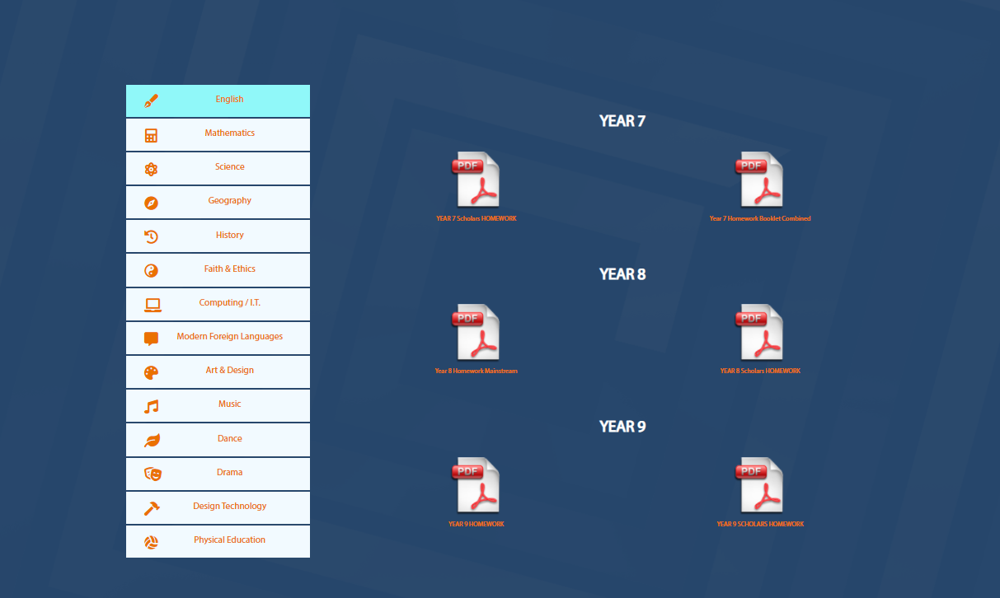 English
Mathematics
Science
Geography
History
Faith & Ethics
Computing / I.T.
Modern Foreign Languages
Art & Design
Music
Dance
Drama
Design Technology
Physical Education
YEAR 7
PDF
PDF
YEAR 7 Scholars HOMEWORK
Year 7 Homework Booklet Combined
YEAR 8
PDF
PDF
Year 8 Homework Mainstream
YEAR 8 Scholars HOMEWORK
YEAR 9
PDF
PDF
YEAR 9 HOMEWORK
YEAR 9 SCHOLARS HOMEWORK